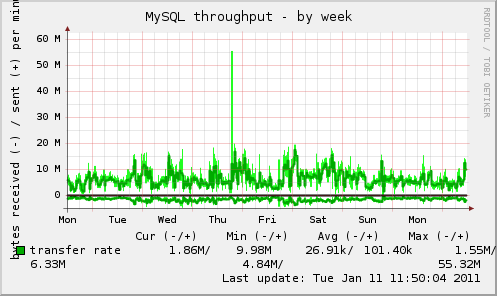 MySQL throughput - by week
RRDTOOL / TOBI OETIKER
bytes received (-) / sent (+) per min
60 M
50 M
40 M
30 M
20 M
10 M
0
Mon Tue Wed Thu Fri Sat Sun Mon
Cur (-/+) Min (-/+) Avg (-/+) Max (-/+)
transfer rate 1.86M/ 9.98M 26.91k/ 101.40k 1.55M/
6.33M 4.84M/ 55.32M
Last update: Tue Jan 11 11:50:04 2011